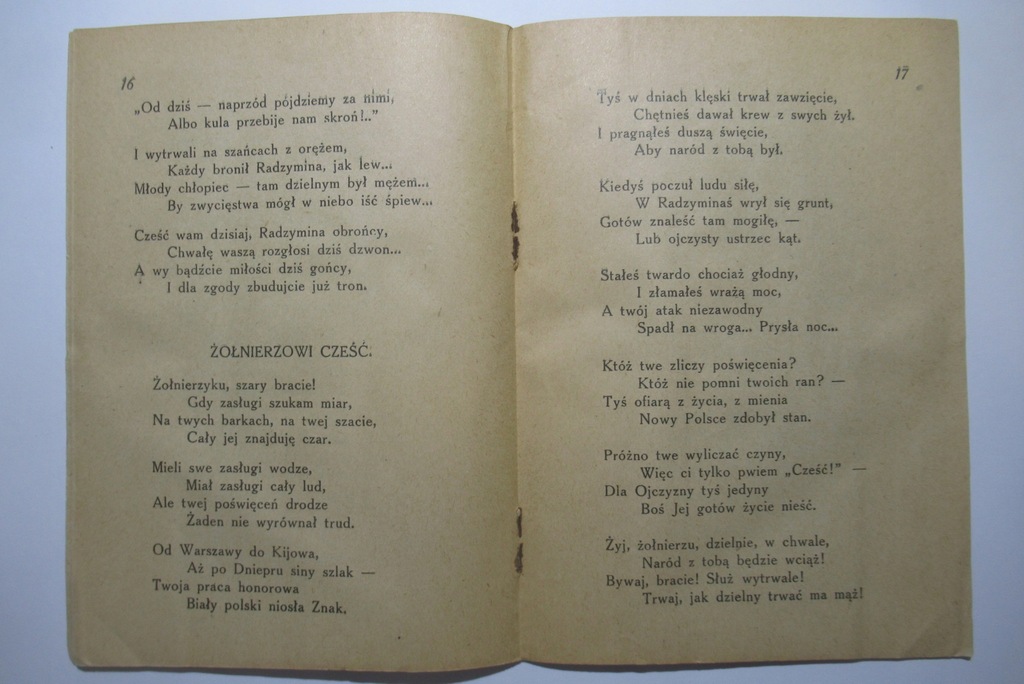 16
„Od dziś — naprzód pójdziemy za nimi,
Albo kula przebije nam skroń!.."
I wytrwali na szańcach z orężem,
Każdy bronił Radzymina, jak lew...
Młody chłopiec — tam dzielnym był mężem...
By zwycięstwa mógł w niebo iść śpiew...
Cześć wam dzisiaj, Radzymina obrońcy,
Chwałę waszą rozgłosi dziś dzwon...
A wy bądźcie miłości dziś gońcy,
I dla zgody zbudujcie już tron.
ŻOŁNIERZOWI CZEŚĆ.
Żołnierzyku, szary bracie!
Gdy zasługi szukam miar,
Na twych barkach, na twej szacie,
Cały jej znajduję czar.
Mieli swe zasługi wodze,
Miał zasługi cały lud,
Ale twej poświęceń drodze
Żaden nie wyrównał trud.
Od Warszawy do Kijowa,
Aż po Dniepru siny szlak —
Twoja praca honorowa
Biały polski niosła Znak.
17
Tyś w dniach klęski trwał zawzięcie,
Chętnieś dawał krew z swych żył.
I pragnąłeś duszą święcie,
Aby naród z tobą był.
Kiedyś poczuł ludu siłę,
W Radzyminaś wrył się grunt,
Gotów znaleść tam mogiłę, —
Lub ojczysty ustrzec kąt.
Stałeś twardo chociaż głodny,
I złamałeś wrażą moc,
A twój atak niezawodny
Spadł na wroga... Prysła noc...
Któż twe zliczy poświęcenia?
Któż nie pomni twoich ran? —
Tyś ofiarą z życia, z mienia
Nowy Polsce zdobył stan.
Próżno twe wyliczać czyny,
Więc ci tylko pwiem „Cześć!" —
Dla Ojczyzny tyś jedyny
Boś Jej gotów życie nieść.
Żyj, żołnierzu, dzielnie, w chwale,
Naród z tobą będzie wciąż!
Bywaj, bracie! Służ wytrwale!
Trwaj, jak dzielny trwać ma mąż!